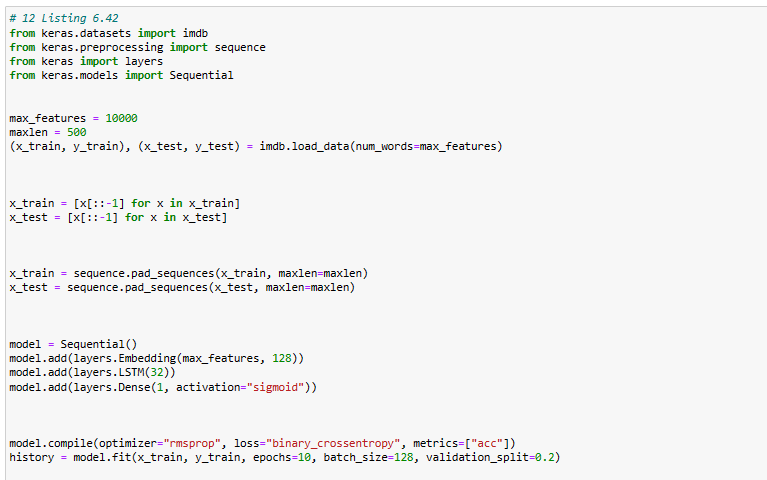 # 12 Listing 6.42
from keras.datasets import imdb
from keras.preprocessing import sequence
from keras import layers
from keras.models import Sequential
max_features = 10000
maxlen = 500
(x_train, y_train), (x_test, y_test) = imdb.load_data(num_words=max_features)
x_train = [x[::-1] for x in x_train]
x_test = [x[::-1] for x in x_test]
x_train = sequence.pad_sequences(x_train, maxlen=maxlen)
x_test = sequence.pad_sequences(x_test, maxlen=maxlen)
model = Sequential()
model.add(layers.Embedding(max_features, 128))
model.add(layers.LSTM(32))
model.add(layers.Dense(1, activation="sigmoid"))
model.compile(optimizer="rmsprop", loss="binary_crossentropy", metrics=["acc"])
history = model.fit(x_train, y_train, epochs=10, batch_size=128, validation_split=0.2)